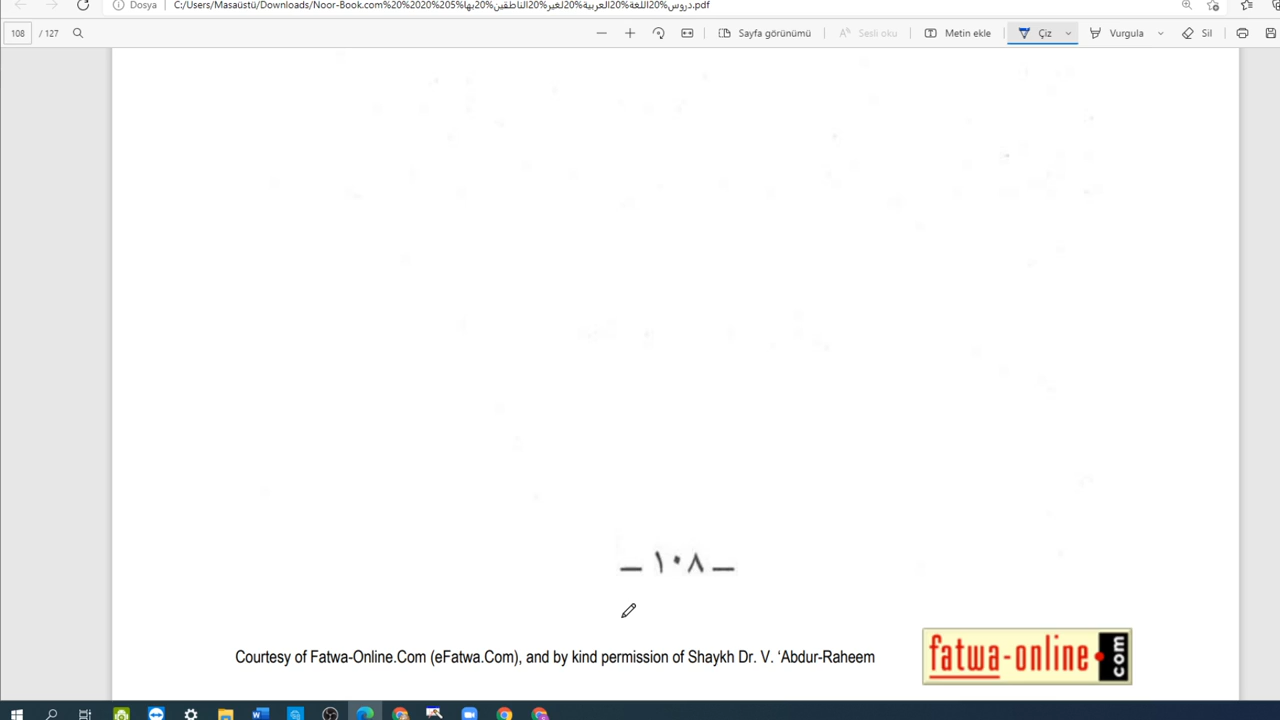 Dosya
C:/Users/Masaüstü/Downloads/Noor-Book.com%20%2020%205دروس%20اللغة%20العربية%20لغير%20الناطقين%20بها.pdf
108 / 127
Sayfa görünümü
Sesli oku
Metin ekle
Çiz
Vurgula
Sil
— ١٠٨ —
Courtesy of Fatwa-Online.Com (eFatwa.Com), and by kind permission of Shaykh Dr. V. ‘Abdur-Raheem
fatwa-online.com